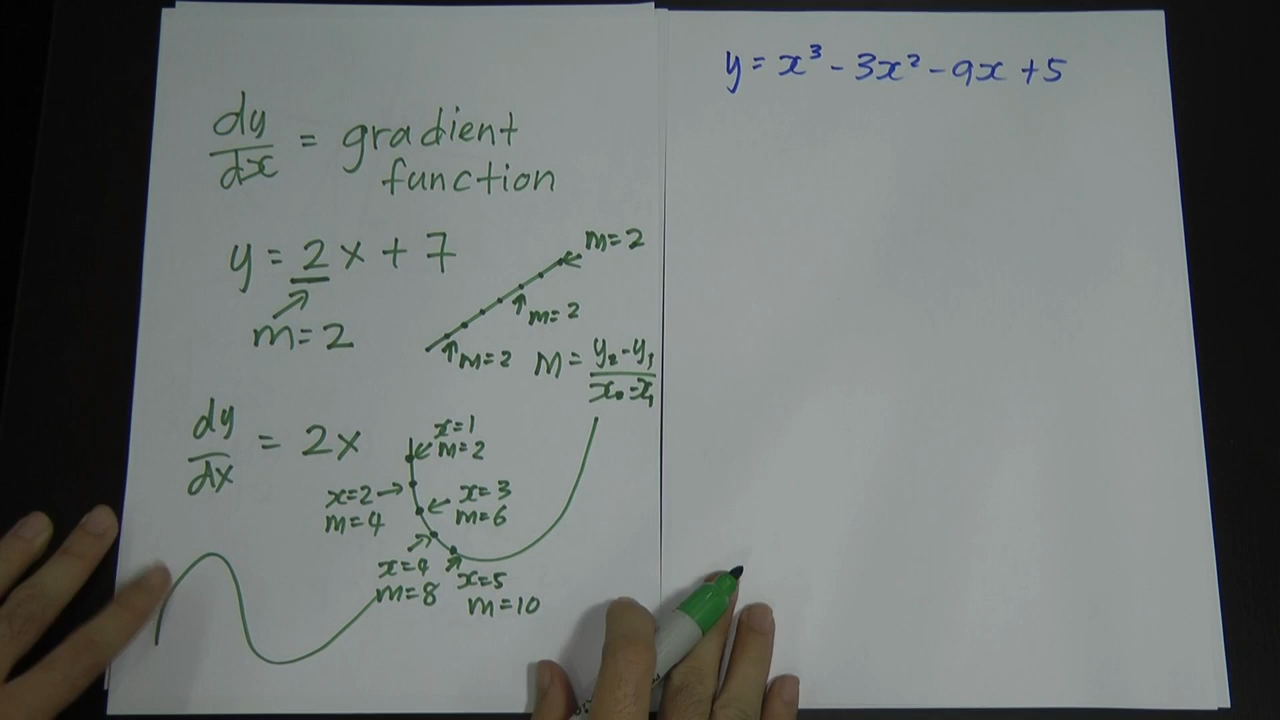 dy/dx = gradient function
y = 2x + 7
m = 2
m = 2
m = 2
m = 2
M = y₂ - y₁ / x₂ - x₁
dy/dx = 2x
x=1
m=2
x=2
m=4
x=3
m=6
x=4
m=8
x=5
m=10
y = x³ - 3x² - 9x + 5